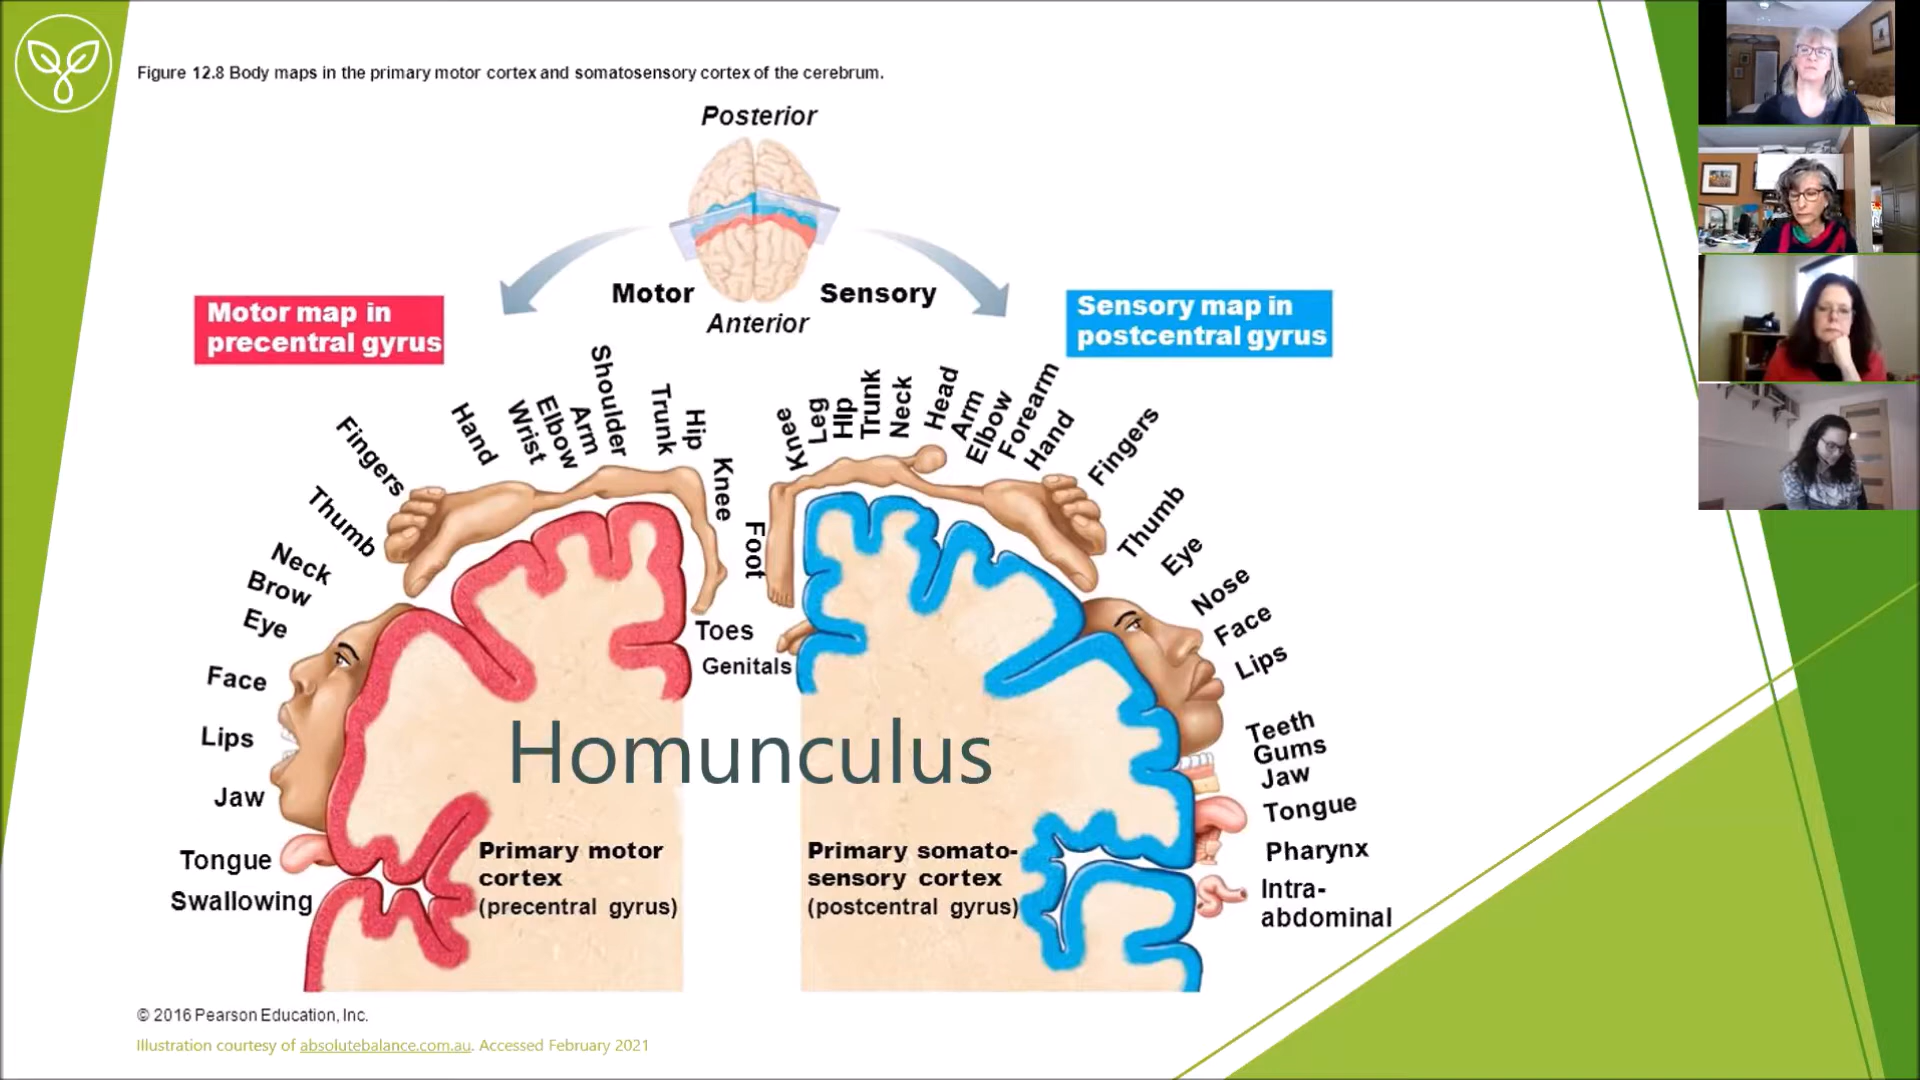 Figure 12.8 Body maps in the primary motor cortex and somatosensory cortex of the cerebrum.
Posterior
Motor
Sensory
Anterior
Motor map in
precentral gyrus
Sensory map in
postcentral gyrus
Shoulder
Trunk
Hip
Knee
Arm
Elbow
Wrist
Hand
Fingers
Thumb
Neck
Brow
Eye
Face
Lips
Jaw
Tongue
Swallowing
Foot
Toes
Genitals
Knee
Leg
Hip
Trunk
Neck
Head
Arm
Elbow
Forearm
Hand
Fingers
Thumb
Eye
Nose
Face
Lips
Teeth
Gums
Jaw
Tongue
Pharynx
Intra-
abdominal
Homunculus
Primary motor
cortex
(precentral gyrus)
Primary somato-
sensory cortex
(postcentral gyrus)
© 2016 Pearson Education, Inc.
Illustration courtesy of absolutebalance.com.au. Accessed February 2021